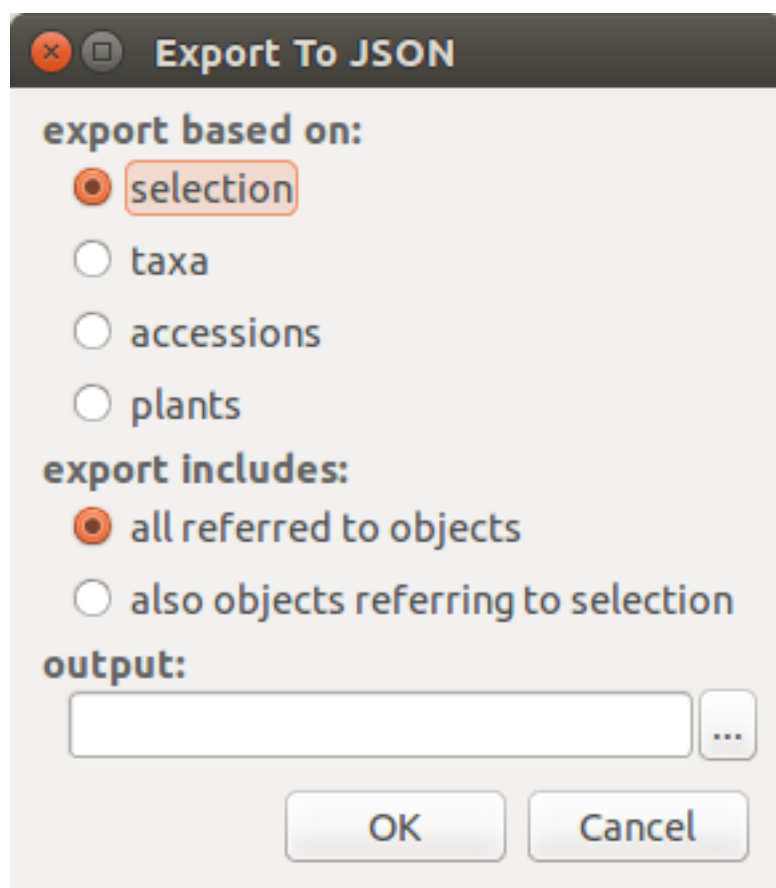 Export To JSON
export based on:
selection
taxa
accessions
plants
export includes:
all referred to objects
also objects referring to selection
output:
...
OK Cancel